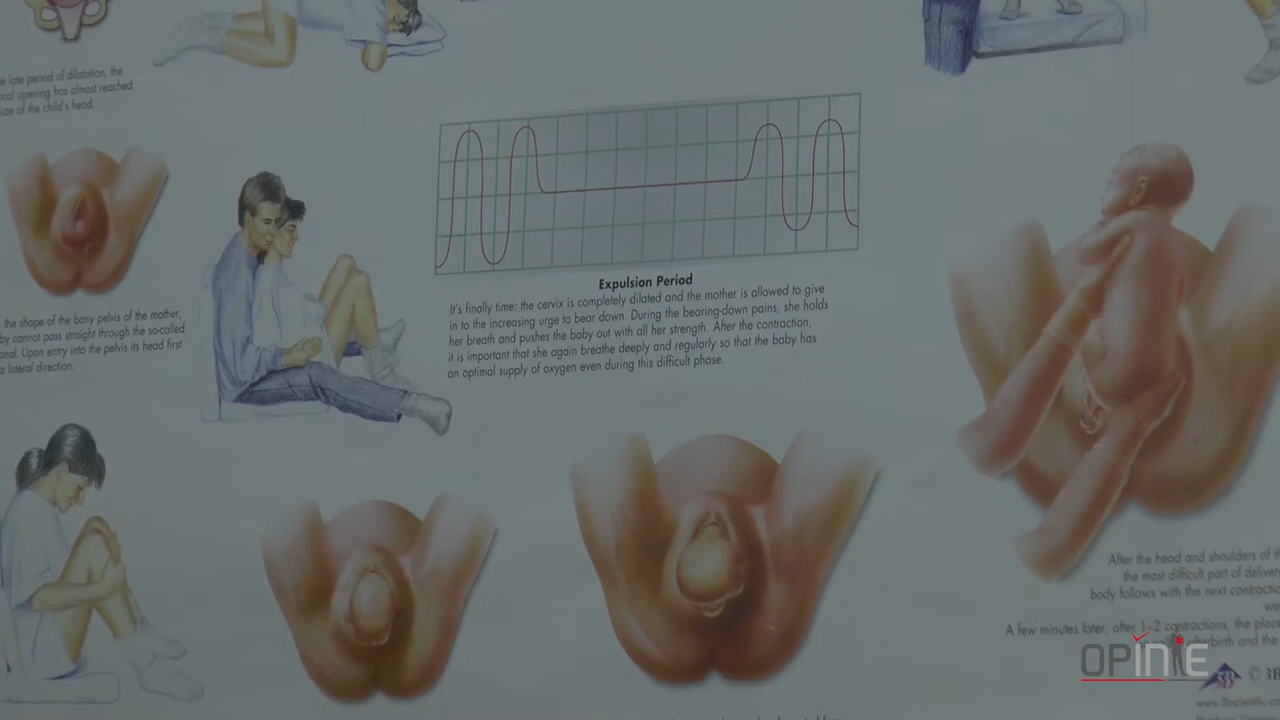 late period of dilatation, the
opening has almost reached
size of the child's head.
Expulsion Period
It's finally time: the cervix is completely dilated and the mother is allowed to give
in to the increasing urge to bear down. During the bearing-down pains, she holds
her breath and pushes the baby out with all her strength. After the contraction,
it is important that she again breathe deeply and regularly so that the baby has
an optimal supply of oxygen even during this difficult phase.
the shape of the bony pelvis of the mother,
cannot pass straight through the so-called
Upon entry into the pelvis its head first
lateral direction.
After the head and shoulders of
the most difficult part of
body follows with the next
A few minutes later, after 1–2 contractions, the
afterbirth and the
OPINIE
3B
© 3B